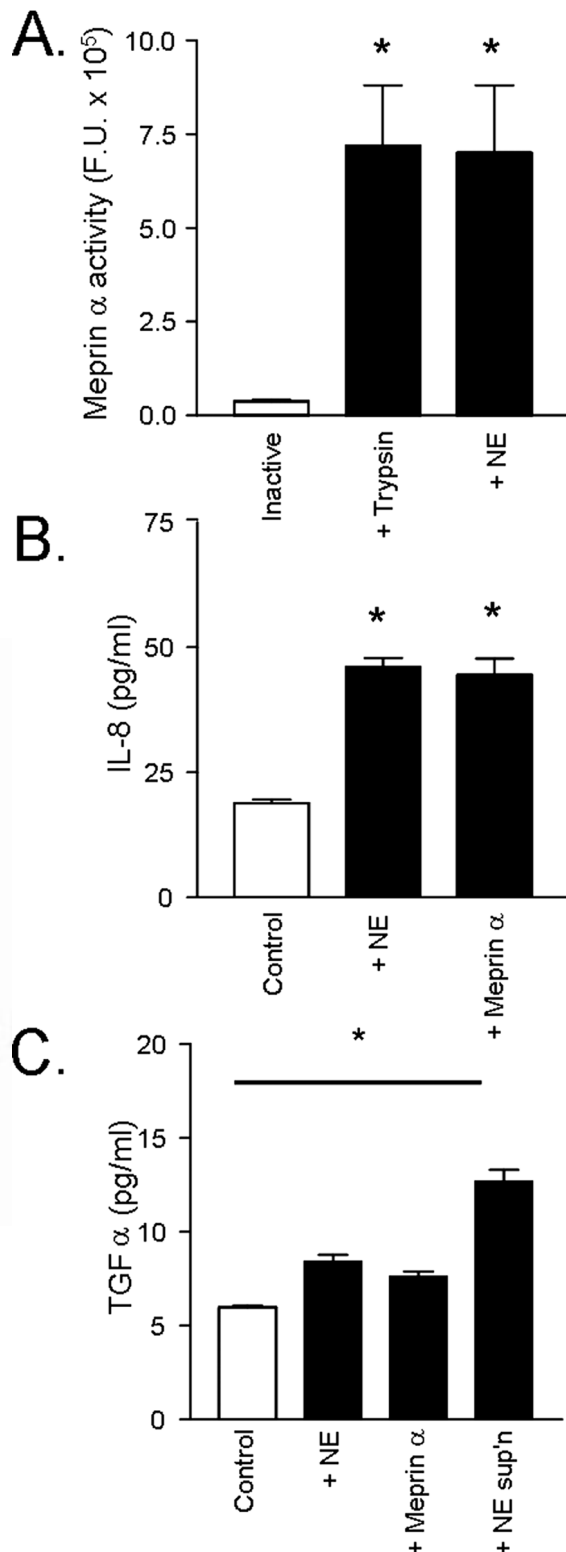 A.
Meprin α activity (F.U. x 10⁵)
10.0
7.5
5.0
2.5
0.0
* *
Inactive
+ Trypsin
+ NE
B.
IL-8 (pg/ml)
75
50
25
0
* *
Control
+ NE
+ Meprin α
C.
TGF α (pg/ml)
20
15
10
5
0
*
Control
+ NE
+ Meprin α
+ NE sup'n